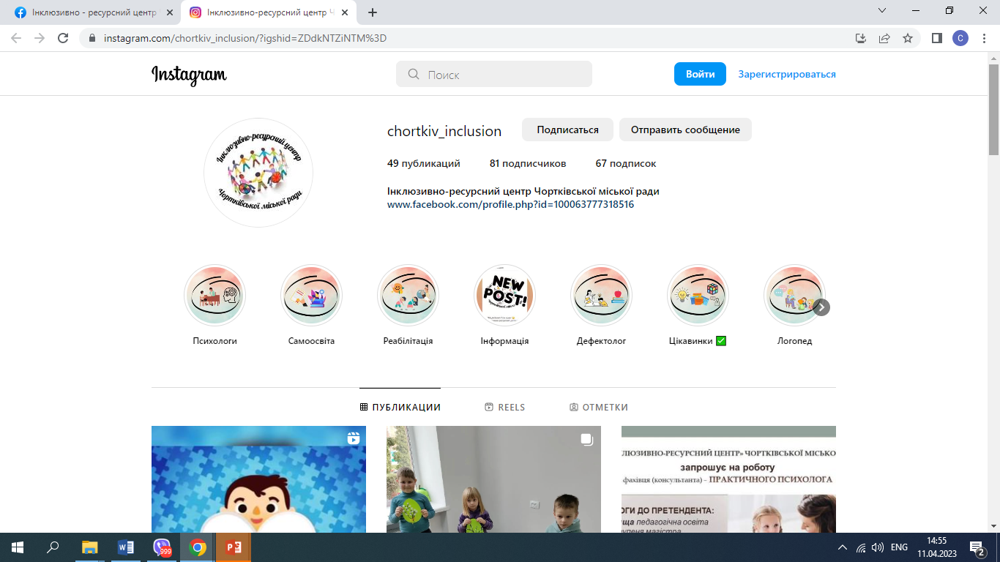 Інклюзивно - ресурсний центр
Інклюзивно-ресурсний центр Ч
instagram.com/chortkiv_inclusion/?igshid=ZDdkNTZiNTM%3D
C
Instagram
Поиск
Войти
Зарегистрироваться
Інклюзивно-ресурсний центр
Чортківської міської ради
chortkiv_inclusion
Подписаться
Отправить сообщение
49 публикаций
81 подписчиков
67 подписок
Інклюзивно-ресурсний центр Чортківської міської ради
www.facebook.com/profile.php?id=100063777318516
NEW
POST!
Психологи
Самоосвіта
Реабілітація
Інформація
Дефектолог
Цікавинки ✅
Логопед
ПУБЛИКАЦИИ
REELS
ОТМЕТКИ
ЛЮЗИВНО-РЕСУРСНИЙ ЦЕНТР» ЧОРТКІВСЬКОЇ МІСЬКО
запрошує на роботу
фахівця (консультанта) – ПРАКТИЧНОГО ПСИХОЛОГА
ОГИ ДО ПРЕТЕНДЕНТА:
ища педагогічна освіта
упеня магістра
W
999
P
ENG
14:55
11.04.2023
2